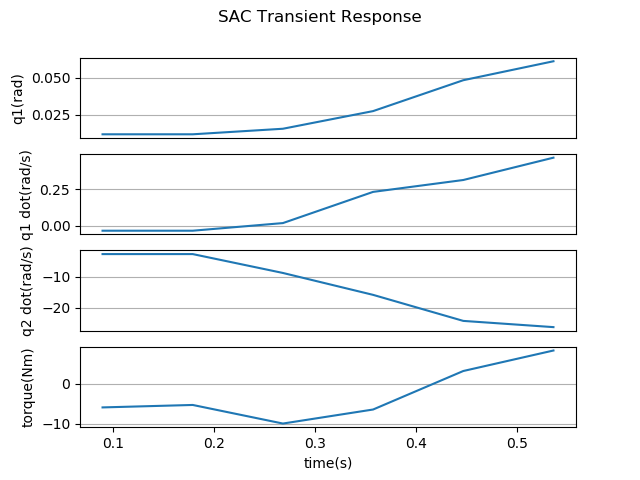 SAC Transient Response
q1(rad)
0.050
0.025
q1 dot(rad/s)
0.25
0.00
q2 dot(rad/s)
−10
−20
torque(Nm)
0
−10
0.1 0.2 0.3 0.4 0.5
time(s)